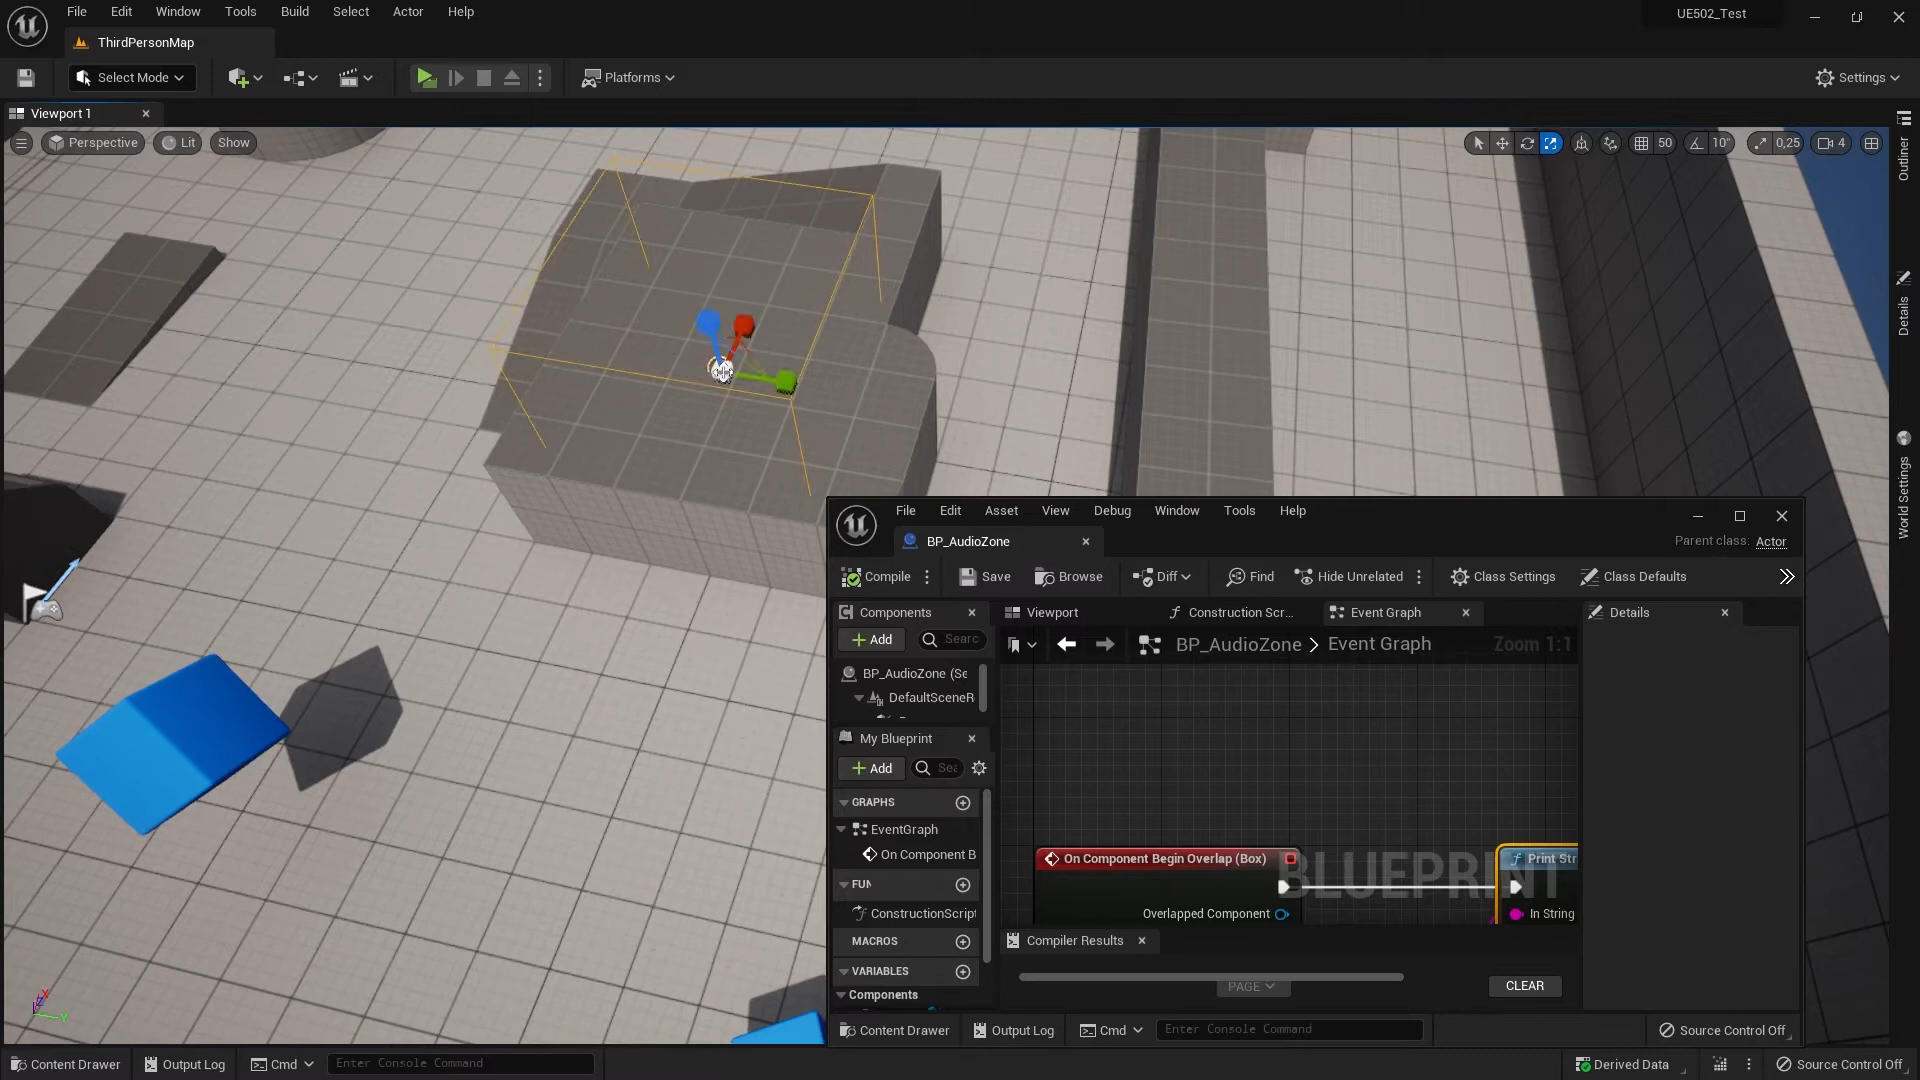 File Edit Window Tools Build Select Actor Help
UE502_Test
ThirdPersonMap
Select Mode
Platforms
Settings
Viewport 1
Perspective Lit Show
50 10° 0,25 4
Outliner
Details
World Settings
File Edit Asset View Debug Window Tools Help
BP_AudioZone
Parent class: Actor
Compile Save Browse Diff Find Hide Unrelated Class Settings Class Defaults
Components Viewport Construction Scr... Event Graph Details
Add Searc
BP_AudioZone > Event Graph Zoom 1:1
BP_AudioZone (Se
DefaultSceneR
My Blueprint
Add Sea
GRAPHS
EventGraph
On Component B
FUN
ConstructionScript
MACROS
VARIABLES
Components
On Component Begin Overlap (Box)
Print Str
BLUEPRINT
Overlapped Component
In String
Compiler Results
PAGE CLEAR
Content Drawer Output Log Cmd Enter Console Command Source Control Off
Content Drawer Output Log Cmd Enter Console Command Derived Data Source Control Off